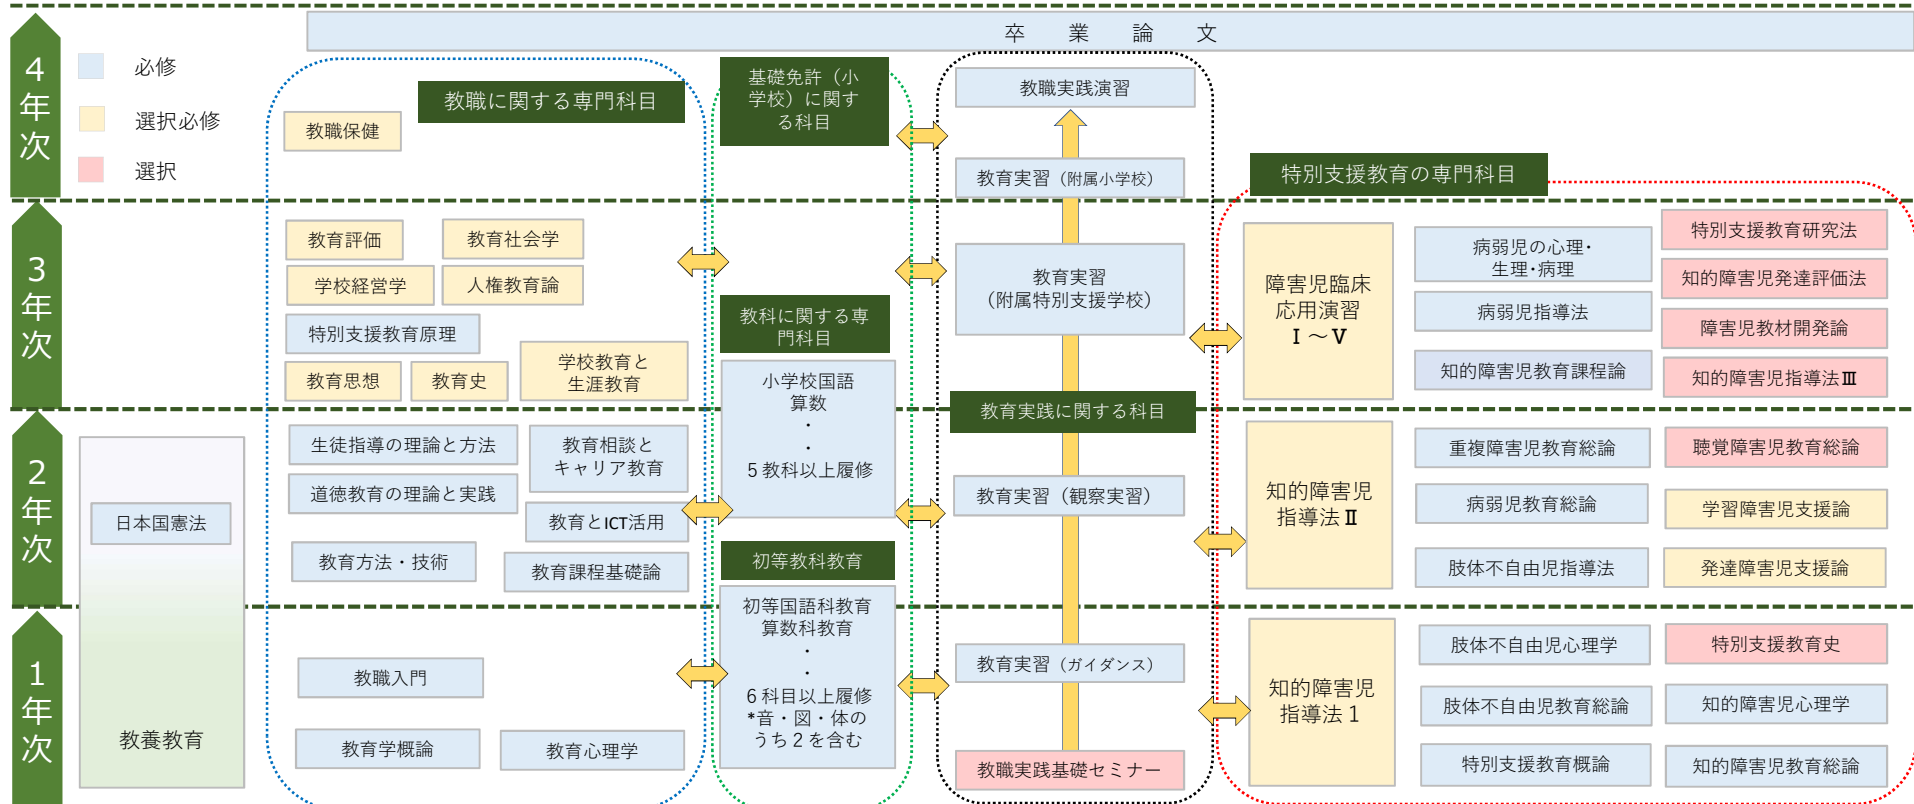 卒業論文
4年次
必修
選択必修
選択
教職に関する専門科目
教職保健
基礎免許（小
学校）に関す
る科目
教職実践演習
教育実習（附属小学校）
特別支援教育の専門科目
3年次
教育評価
教育社会学
学校経営学
人権教育論
特別支援教育原理
教育思想
教育史
学校教育と
生涯教育
教科に関する専
門科目
小学校国語
算数
・
・
5教科以上履修
教育実習
（附属特別支援学校）
教育実践に関する科目
障害児臨床
応用演習
Ⅰ～Ⅴ
病弱児の心理・
生理・病理
病弱児指導法
知的障害児教育課程論
特別支援教育研究法
知的障害児発達評価法
障害児教材開発論
知的障害児指導法Ⅲ
2年次
日本国憲法
生徒指導の理論と方法
教育相談と
キャリア教育
道徳教育の理論と実践
教育とICT活用
教育方法・技術
教育課程基礎論
初等教科教育
教育実習（観察実習）
知的障害児
指導法Ⅱ
重複障害児教育総論
病弱児教育総論
肢体不自由児指導法
聴覚障害児教育総論
学習障害児支援論
発達障害児支援論
1年次
教養教育
教職入門
教育学概論
教育心理学
初等国語科教育
算数科教育
・
・
6科目以上履修
*音・図・体の
うち2を含む
教育実習（ガイダンス）
教職実践基礎セミナー
知的障害児
指導法1
肢体不自由児心理学
肢体不自由児教育総論
特別支援教育概論
特別支援教育史
知的障害児心理学
知的障害児教育総論